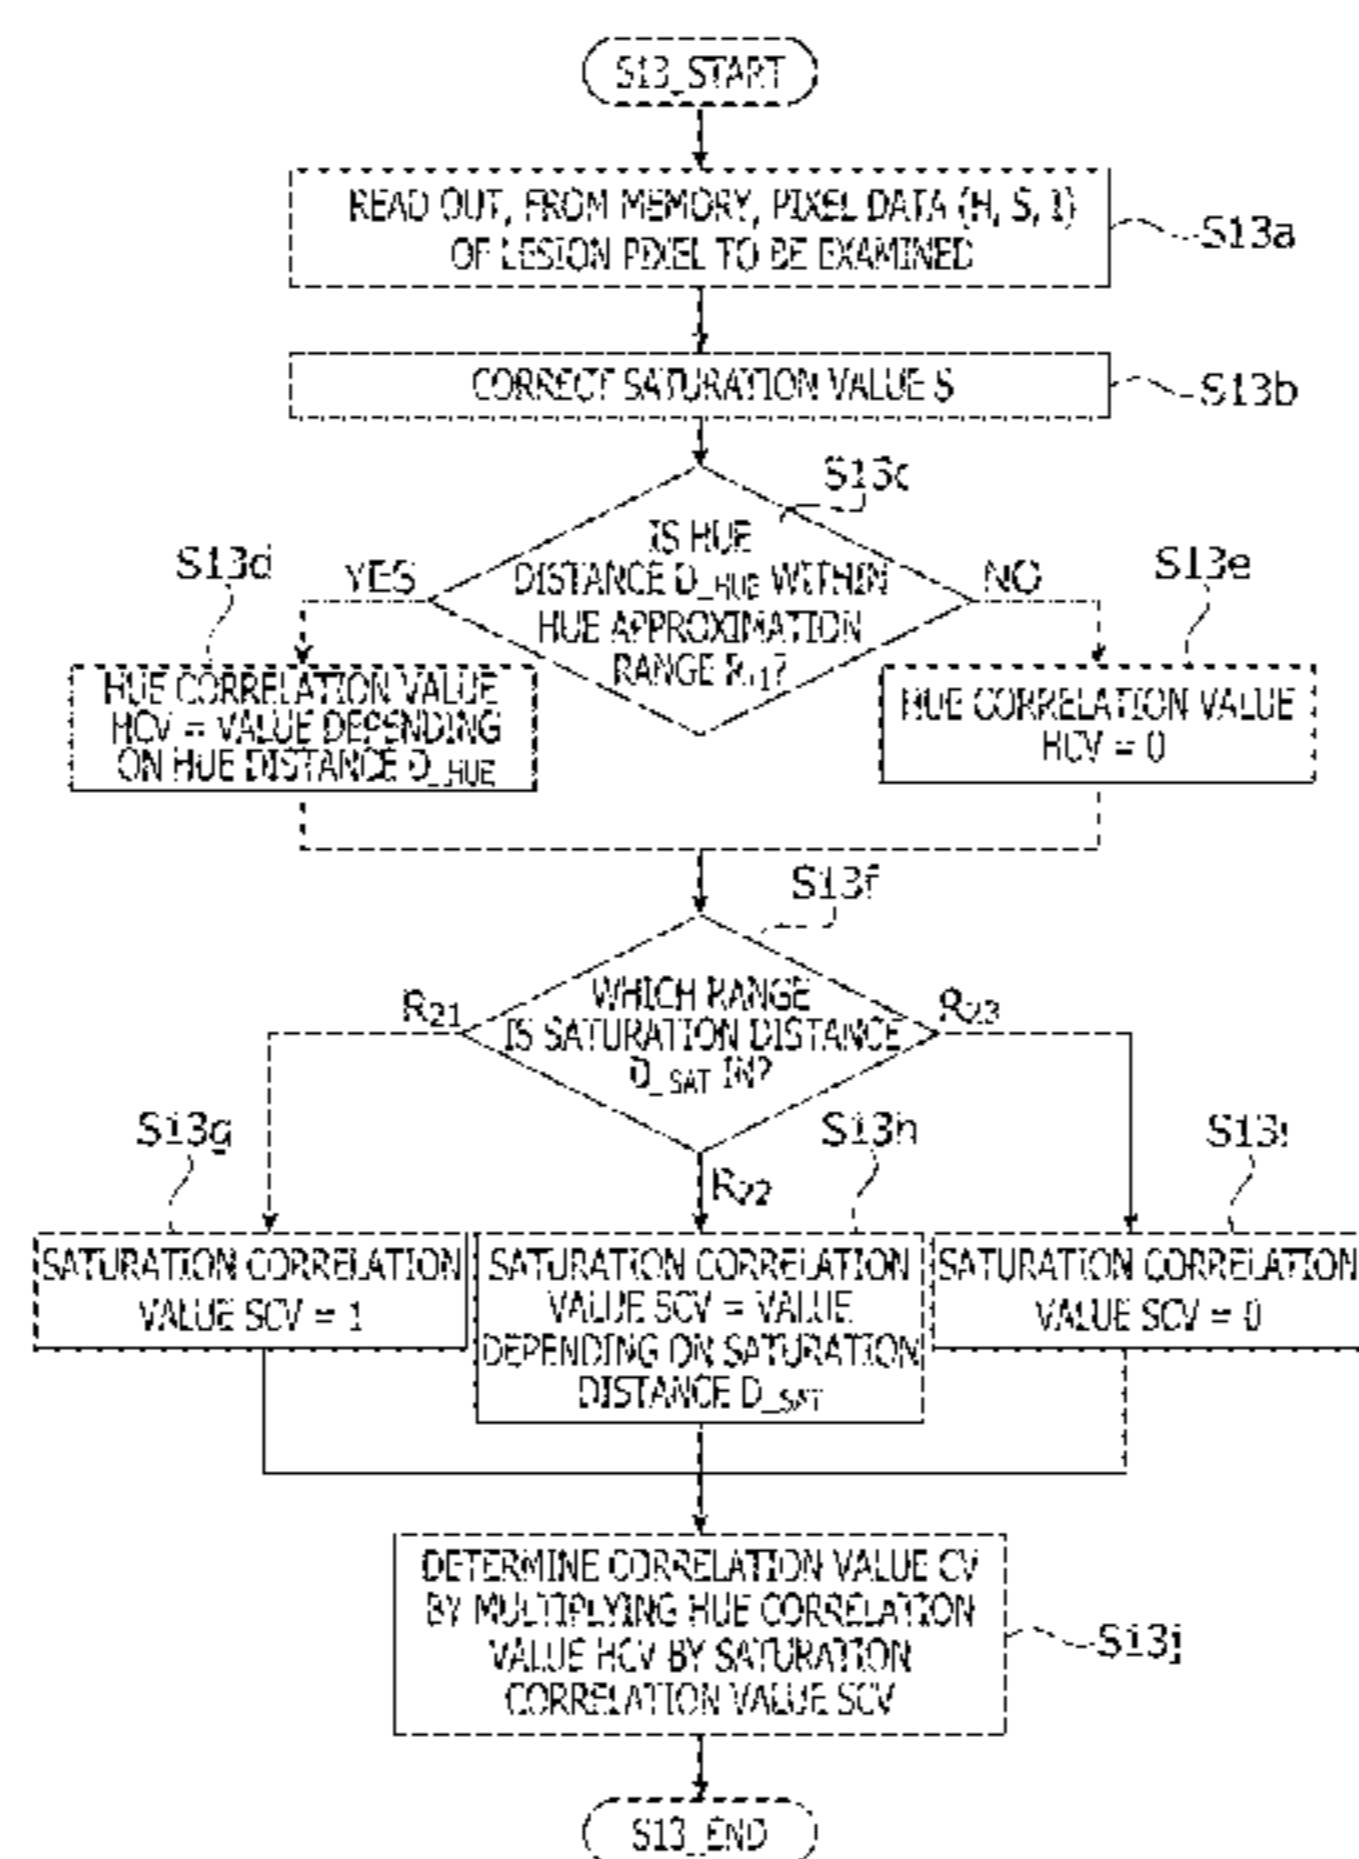 S13_START
READ OUT, FROM MEMORY, PIXEL DATA {H, S, I}
OF LESION PIXEL TO BE EXAMINED
S13a
CORRECT SATURATION VALUE S
S13b
S13c
IS HUE
DISTANCE D_HUE WITHIN
HUE APPROXIMATION
RANGE R11?
YES
NO
S13d
HUE CORRELATION VALUE
HCV = VALUE DEPENDING
ON HUE DISTANCE D_HUE
S13e
HUE CORRELATION VALUE
HCV = 0
S13f
WHICH RANGE
IS SATURATION DISTANCE
D_SAT IN?
R21
R22
R23
S13g
SATURATION CORRELATION
VALUE SCV = 1
S13h
SATURATION CORRELATION
VALUE SCV = VALUE
DEPENDING ON SATURATION
DISTANCE D_SAT
S13i
SATURATION CORRELATION
VALUE SCV = 0
DETERMINE CORRELATION VALUE CV
BY MULTIPLYING HUE CORRELATION
VALUE HCV BY SATURATION
CORRELATION VALUE SCV
S13j
S13_END